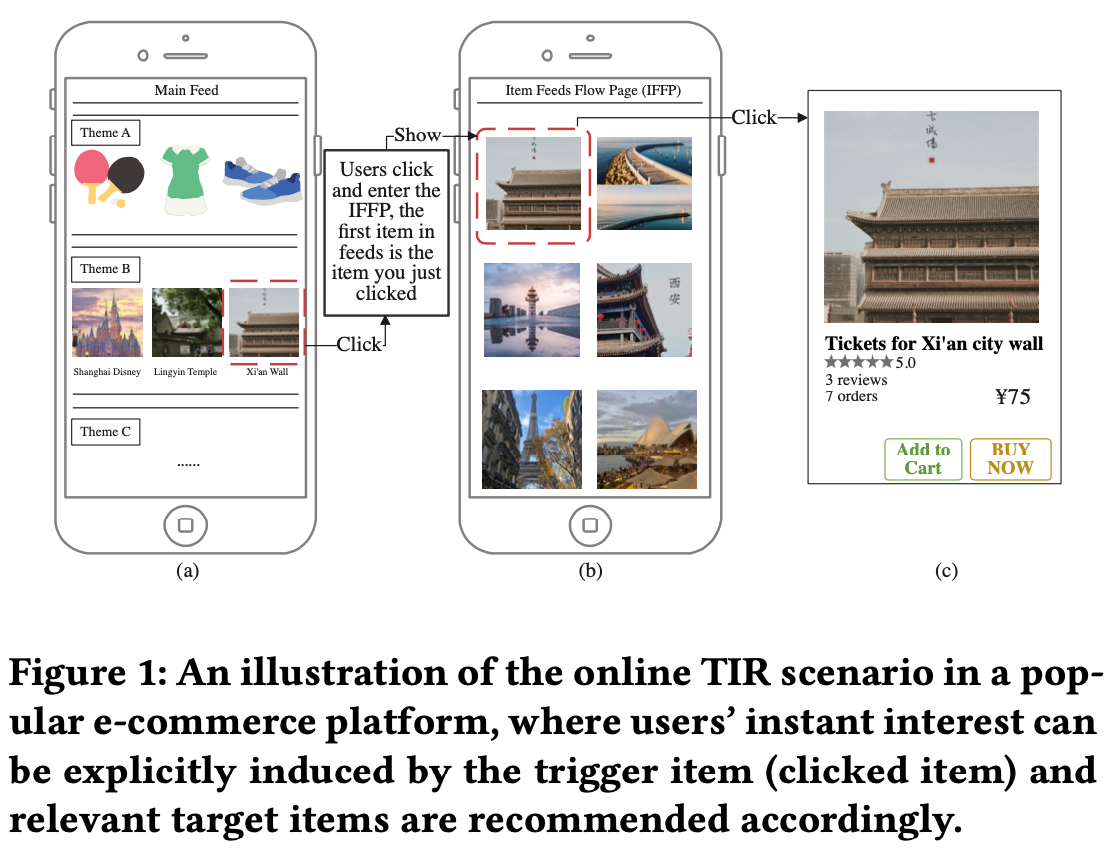 Main Feed
Theme A
Theme B
Shanghai Disney
Lingyin Temple
Xi'an Wall
Theme C
......
Show
Users click
and enter the
IFFP, the
first item in
feeds is the
item you just
clicked
Click
Item Feeds Flow Page (IFFP)
西
安
Click
Tickets for Xi'an city wall
5.0
3 reviews
7 orders
¥75
Add to
Cart
BUY
NOW
(a)
(b)
(c)
Figure 1: An illustration of the online TIR scenario in a pop-
ular e-commerce platform, where users’ instant interest can
be explicitly induced by the trigger item (clicked item) and
relevant target items are recommended accordingly.